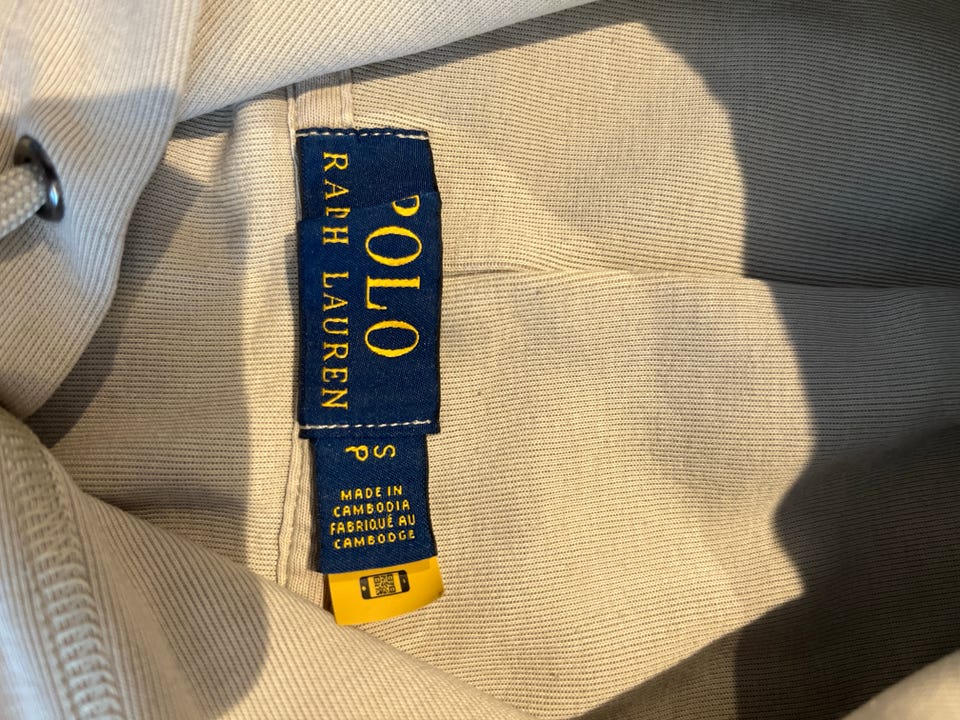 POLO
RALPH LAUREN
S
P
MADE IN
CAMBODIA
FABRIQUÉ AU
CAMBODGE